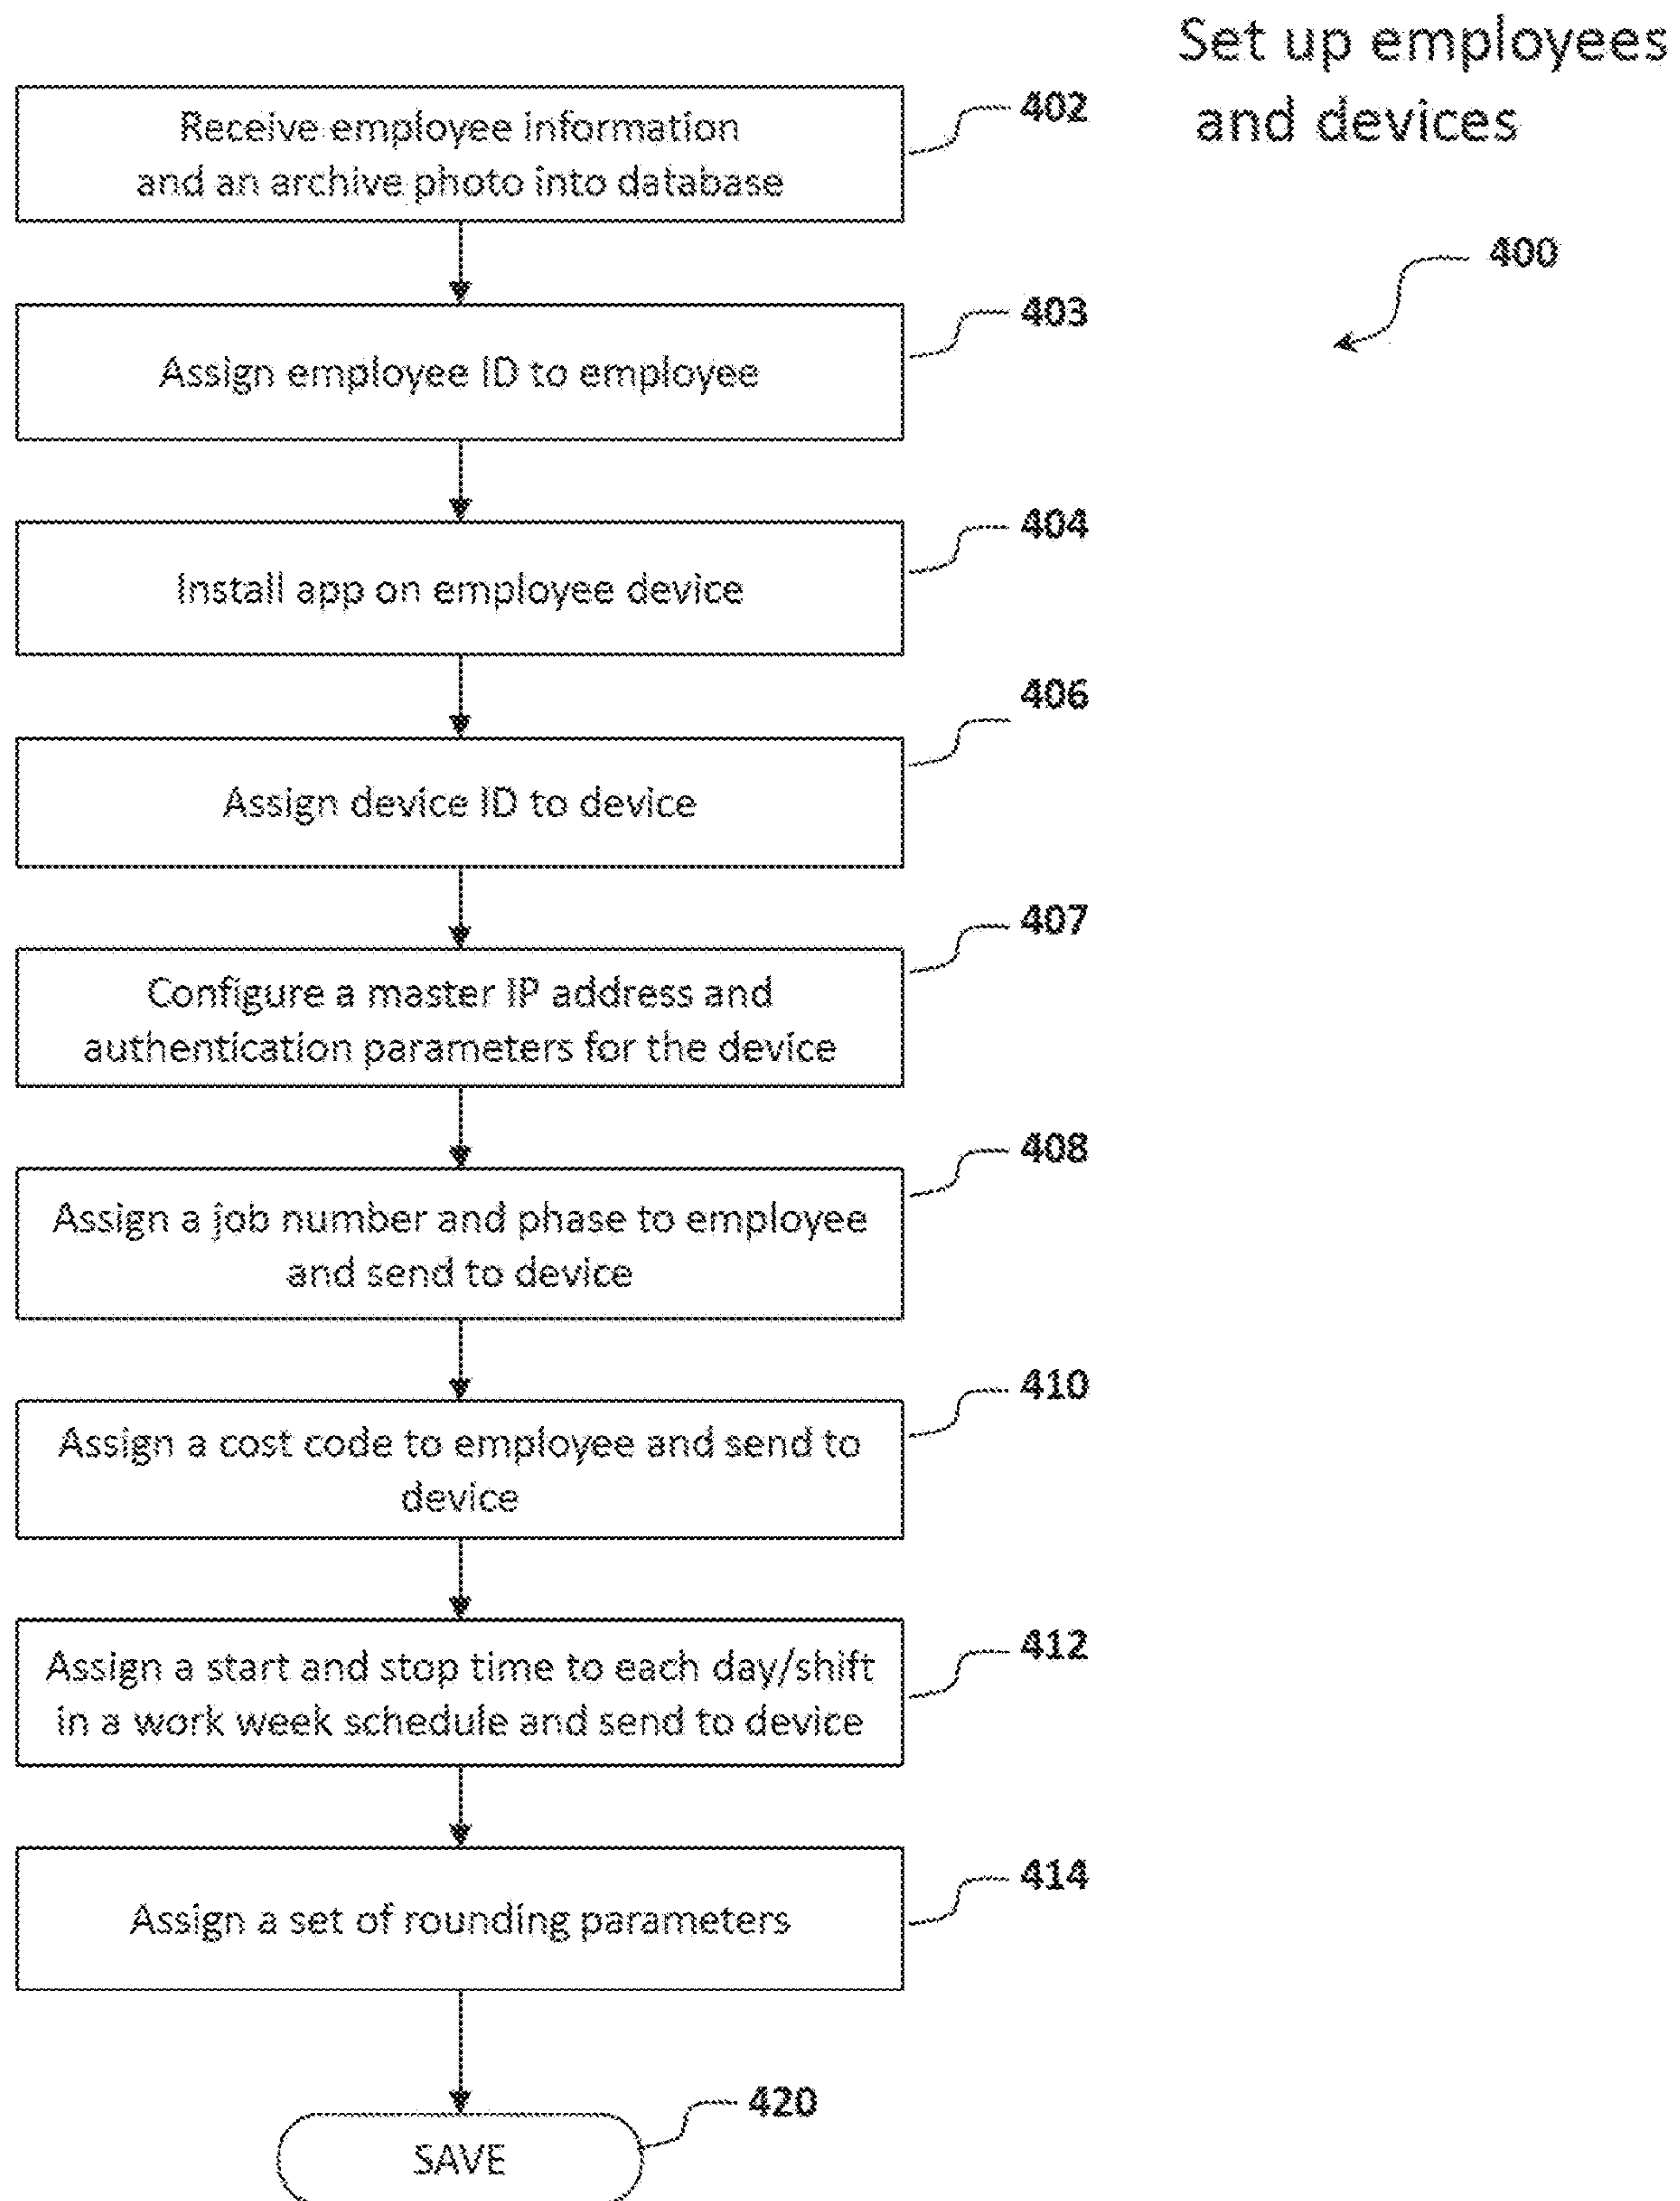 Set up employees
and devices
400
Receive employee information
and an archive photo into database
402
Assign employee ID to employee
403
Install app on employee device
404
Assign device ID to device
406
Configure a master IP address and
authentication parameters for the device
407
Assign a job number and phase to employee
and send to device
408
Assign a cost code to employee and send to
device
410
Assign a start and stop time to each day/shift
in a work week schedule and send to device
412
Assign a set of rounding parameters
414
SAVE
420